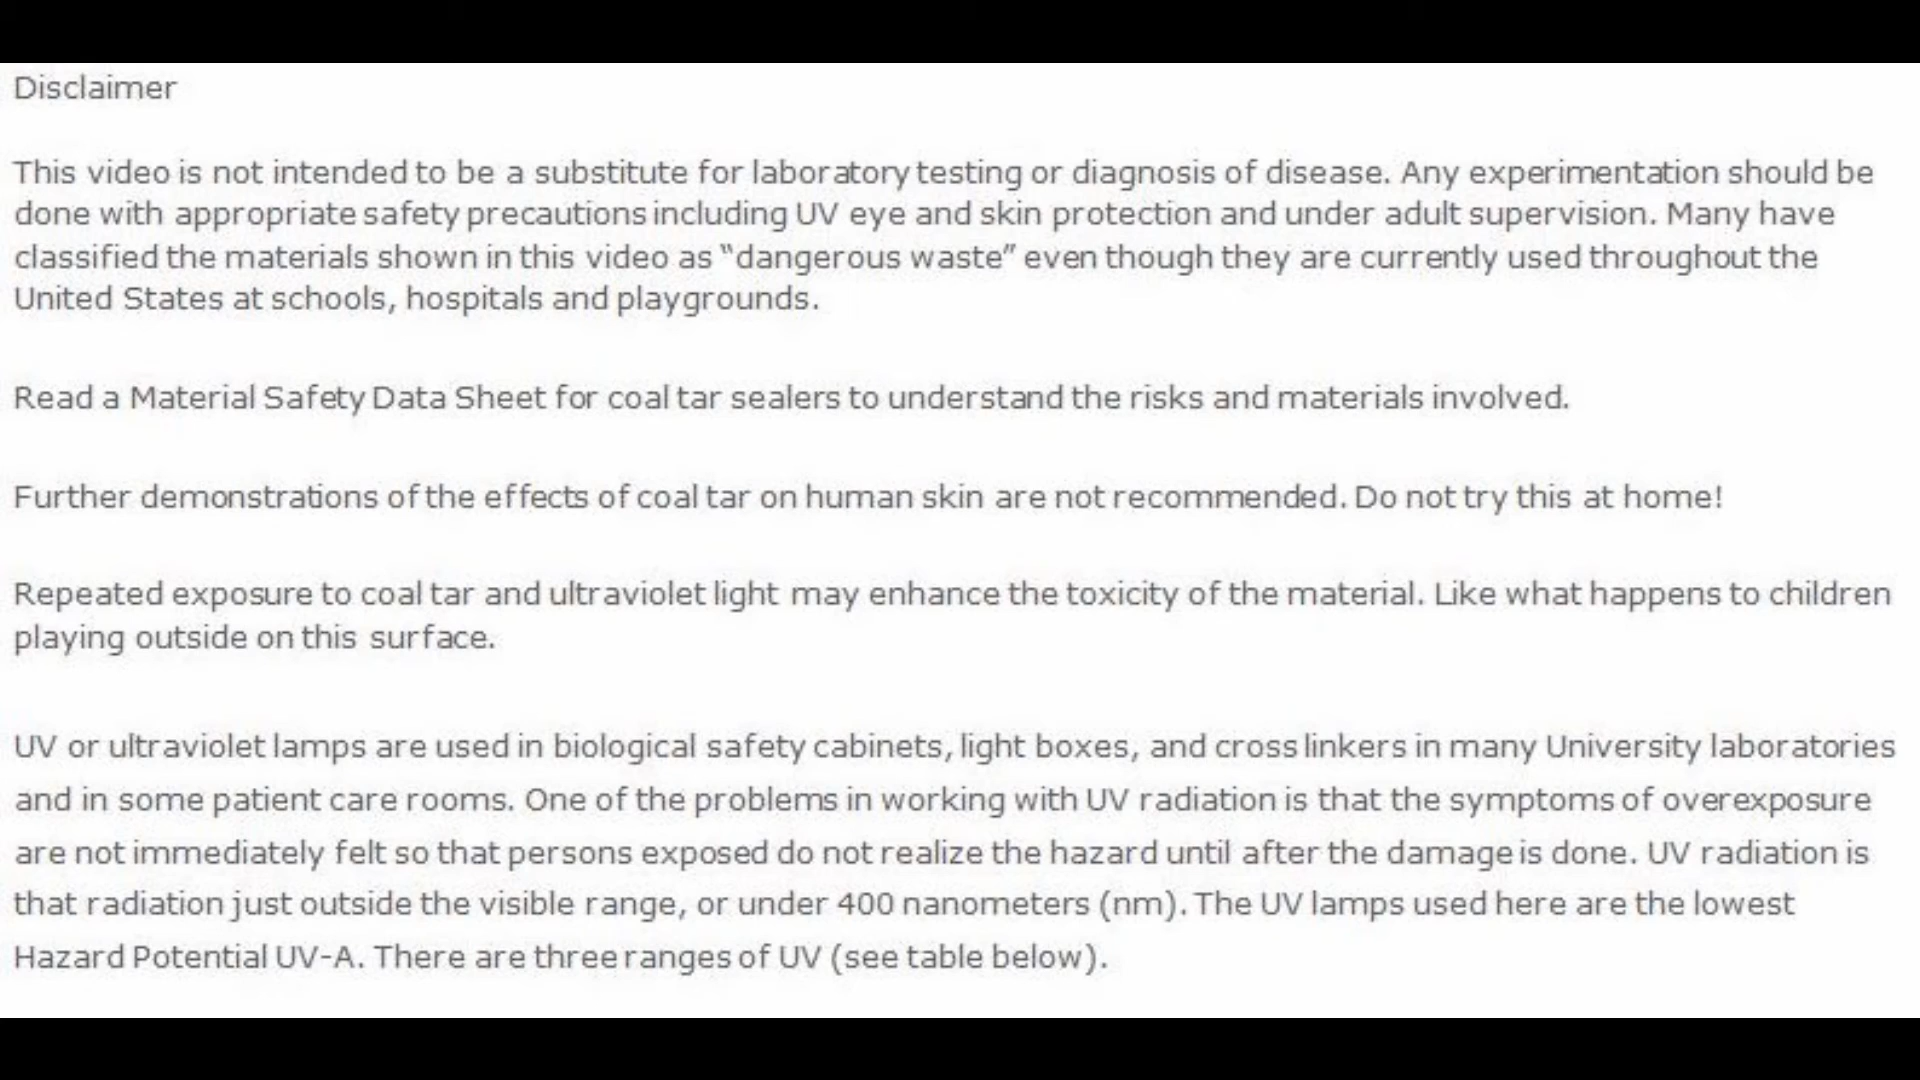 Disclaimer
This video is not intended to be a substitute for laboratory testing or diagnosis of disease. Any experimentation should be
done with appropriate safety precautions including UV eye and skin protection and under adult supervision. Many have
classified the materials shown in this video as “dangerous waste” even though they are currently used throughout the
United States at schools, hospitals and playgrounds.
Read a Material Safety Data Sheet for coal tar sealers to understand the risks and materials involved.
Further demonstrations of the effects of coal tar on human skin are not recommended. Do not try this at home!
Repeated exposure to coal tar and ultraviolet light may enhance the toxicity of the material. Like what happens to children
playing outside on this surface.
UV or ultraviolet lamps are used in biological safety cabinets, light boxes, and cross linkers in many University laboratories
and in some patient care rooms. One of the problems in working with UV radiation is that the symptoms of overexposure
are not immediately felt so that persons exposed do not realize the hazard until after the damage is done. UV radiation is
that radiation just outside the visible range, or under 400 nanometers (nm). The UV lamps used here are the lowest
Hazard Potential UV-A. There are three ranges of UV (see table below).